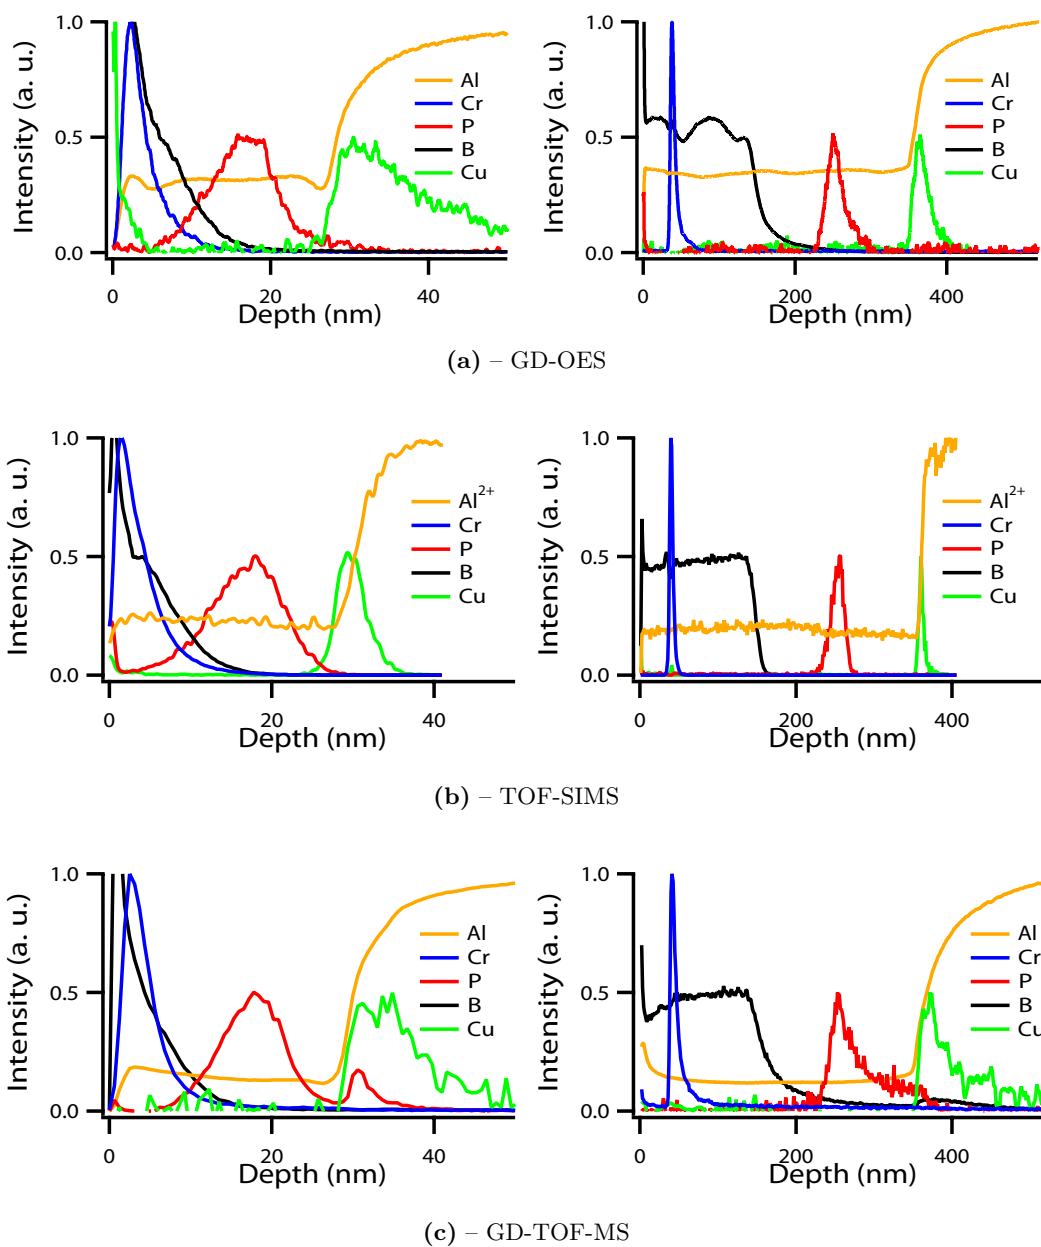 Intensity (a. u.)
1.0
0.5
0.0
0
20
40
Depth (nm)
Al
Cr
P
B
Cu
Intensity (a. u.)
1.0
0.5
0.0
0
200
400
Depth (nm)
Al
Cr
P
B
Cu
(a) – GD-OES
Intensity (a. u.)
1.0
0.5
0.0
0
20
40
Depth (nm)
Al2+
Cr
P
B
Cu
Intensity (a. u.)
1.0
0.5
0.0
0
200
400
Depth (nm)
Al2+
Cr
P
B
Cu
(b) – TOF-SIMS
Intensity (a. u.)
1.0
0.5
0.0
0
20
40
Depth (nm)
Al
Cr
P
B
Cu
Intensity (a. u.)
1.0
0.5
0.0
0
200
400
Depth (nm)
Al
Cr
P
B
Cu
(c) – GD-TOF-MS